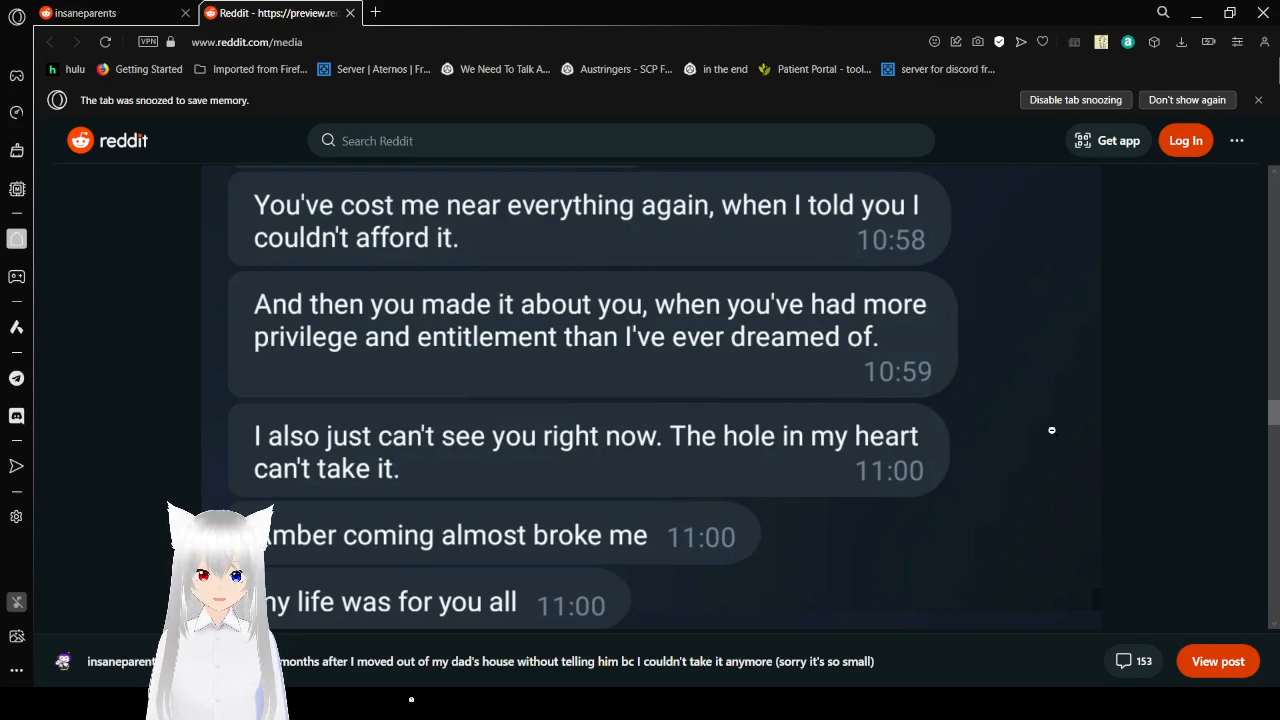 insaneparents
Reddit - https://preview.rec
VPN
www.reddit.com/media
hulu
Getting Started
Imported from Firef...
Server | Aternos | Fr...
We Need To Talk A...
Austringers - SCP F...
in the end
Patient Portal - tool...
server for discord fr...
The tab was snoozed to save memory.
Disable tab snoozing
Don't show again
reddit
Search Reddit
Get app
Log In
You've cost me near everything again, when I told you I
couldn't afford it.
10:58
And then you made it about you, when you've had more
privilege and entitlement than I've ever dreamed of.
10:59
I also just can't see you right now. The hole in my heart
can't take it.
11:00
Amber coming almost broke me 11:00
my life was for you all 11:00
insaneparent
months after I moved out of my dad's house without telling him bc I couldn't take it anymore (sorry it's so small)
153
View post